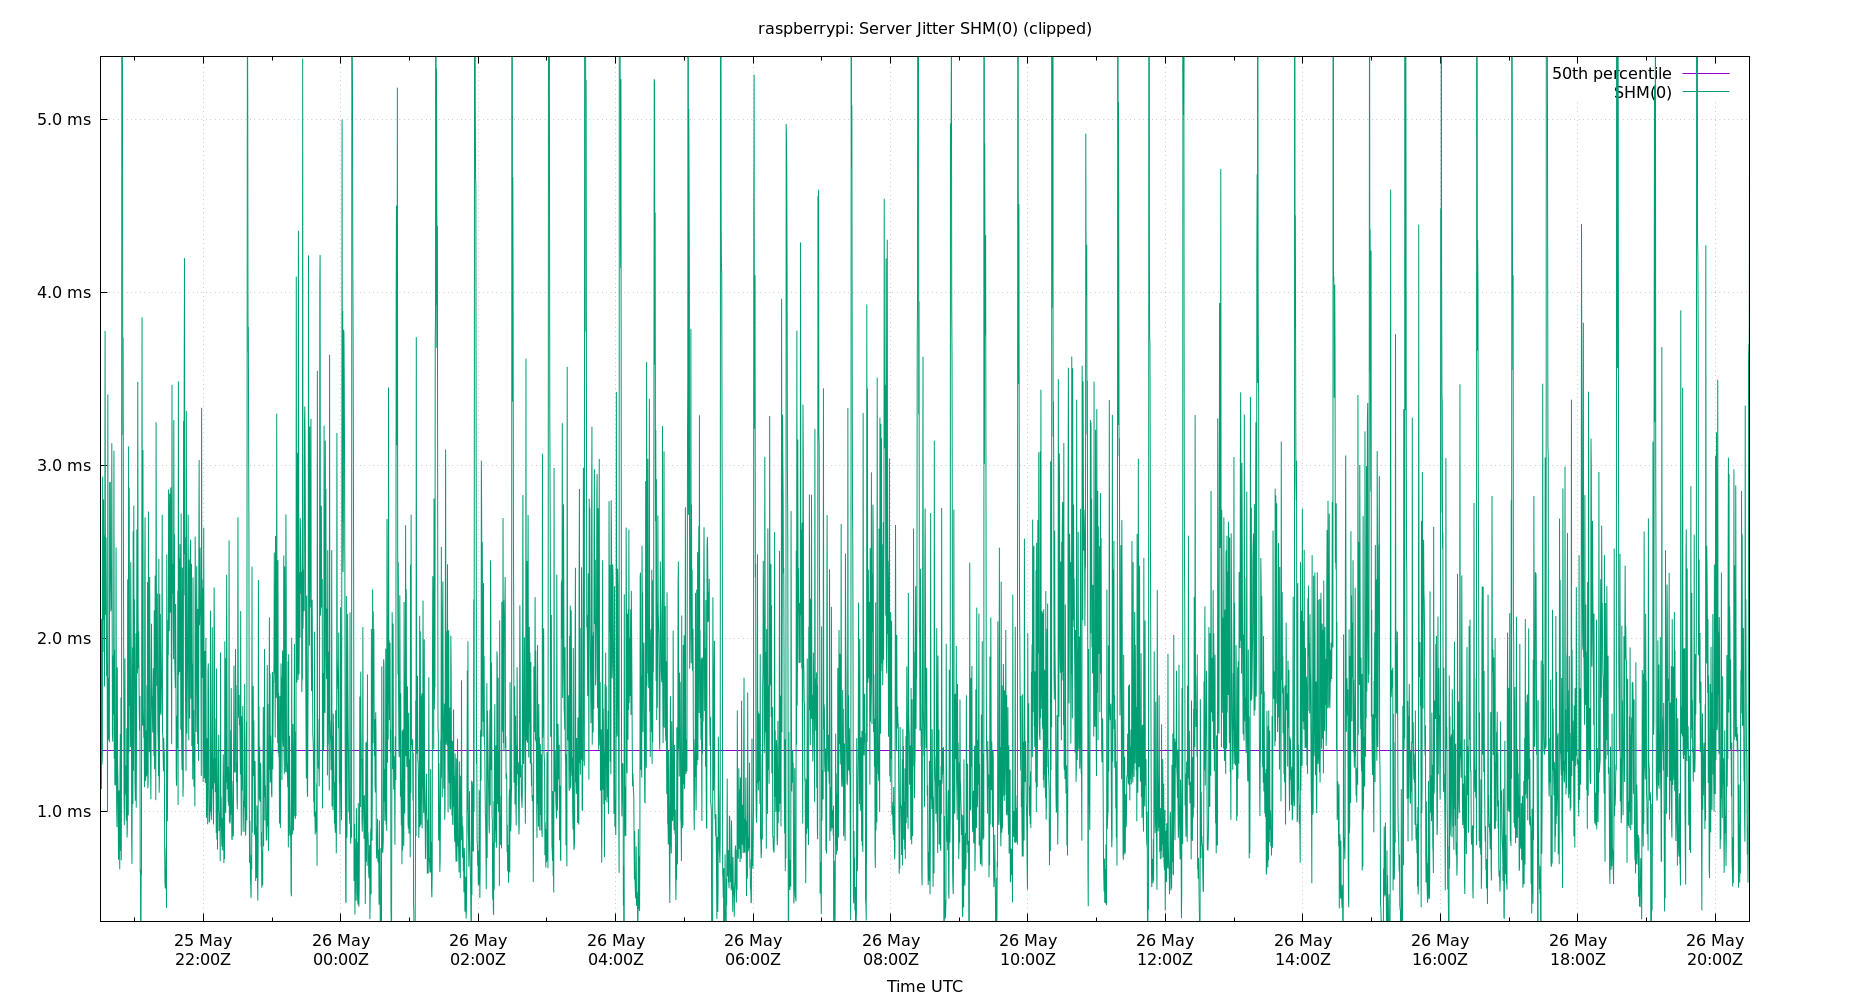 raspberrypi: Server Jitter SHM(0) (clipped)
50th percentile
SHM(0)
5.0 ms
4.0 ms
3.0 ms
2.0 ms
1.0 ms
25 May 26 May 26 May 26 May 26 May 26 May 26 May 26 May 26 May 26 May 26 May 26 May
22:00Z 00:00Z 02:00Z 04:00Z 06:00Z 08:00Z 10:00Z 12:00Z 14:00Z 16:00Z 18:00Z 20:00Z
Time UTC